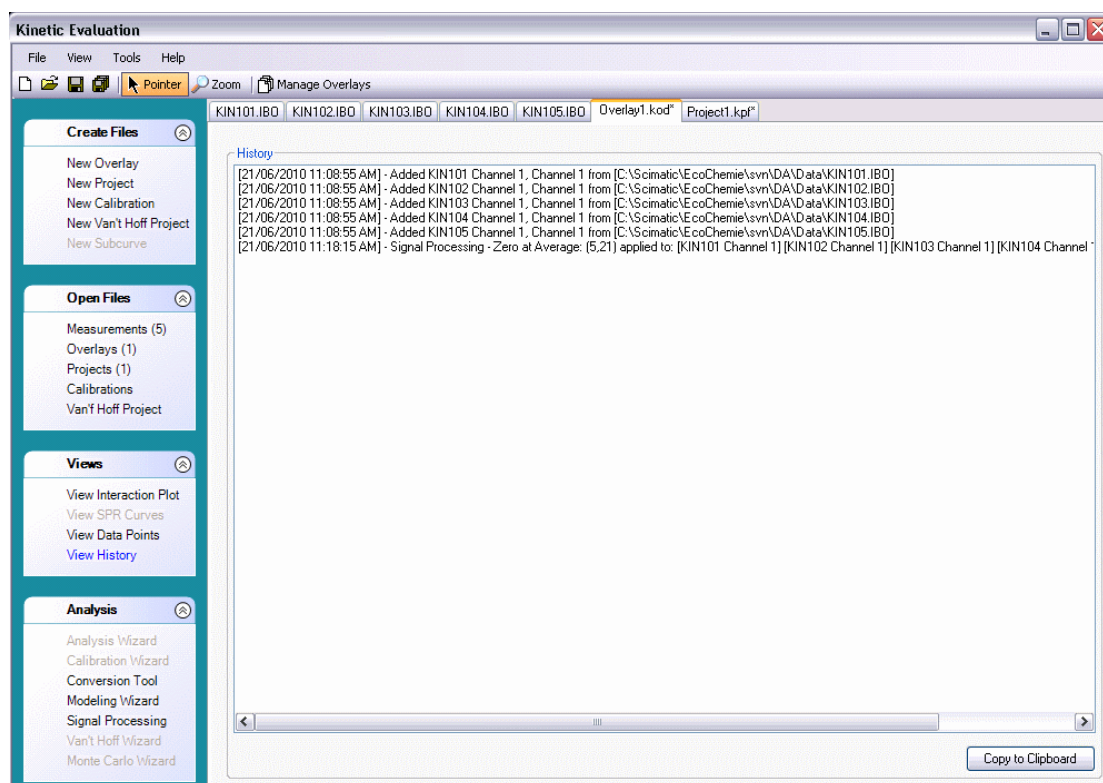 Kinetic Evaluation
File View Tools Help
Pointer Zoom Manage Overlays
KIN101.IBO KIN102.IBO KIN103.IBO KIN104.IBO KIN105.IBO Overlay1.kod* Project1.kpf*
Create Files
New Overlay
New Project
New Calibration
New Van't Hoff Project
New Subcurve
Open Files
Measurements (5)
Overlays (1)
Projects (1)
Calibrations
Van'f Hoff Project
Views
View Interaction Plot
View SPR Curves
View Data Points
View History
Analysis
Analysis Wizard
Calibration Wizard
Conversion Tool
Modeling Wizard
Signal Processing
Van't Hoff Wizard
Monte Carlo Wizard
History
[21/06/2010 11:08:55 AM] - Added KIN101 Channel 1, Channel 1 from [C:\Scimatic\EcoChemie\svn\DA\Data\KIN101.IBO]
[21/06/2010 11:08:55 AM] - Added KIN102 Channel 1, Channel 1 from [C:\Scimatic\EcoChemie\svn\DA\Data\KIN102.IBO]
[21/06/2010 11:08:55 AM] - Added KIN103 Channel 1, Channel 1 from [C:\Scimatic\EcoChemie\svn\DA\Data\KIN103.IBO]
[21/06/2010 11:08:55 AM] - Added KIN104 Channel 1, Channel 1 from [C:\Scimatic\EcoChemie\svn\DA\Data\KIN104.IBO]
[21/06/2010 11:08:55 AM] - Added KIN105 Channel 1, Channel 1 from [C:\Scimatic\EcoChemie\svn\DA\Data\KIN105.IBO]
[21/06/2010 11:18:15 AM] - Signal Processing - Zero at Average: (5,21) applied to: [KIN101 Channel 1] [KIN102 Channel 1] [KIN103 Channel 1] [KIN104 Channel
Copy to Clipboard